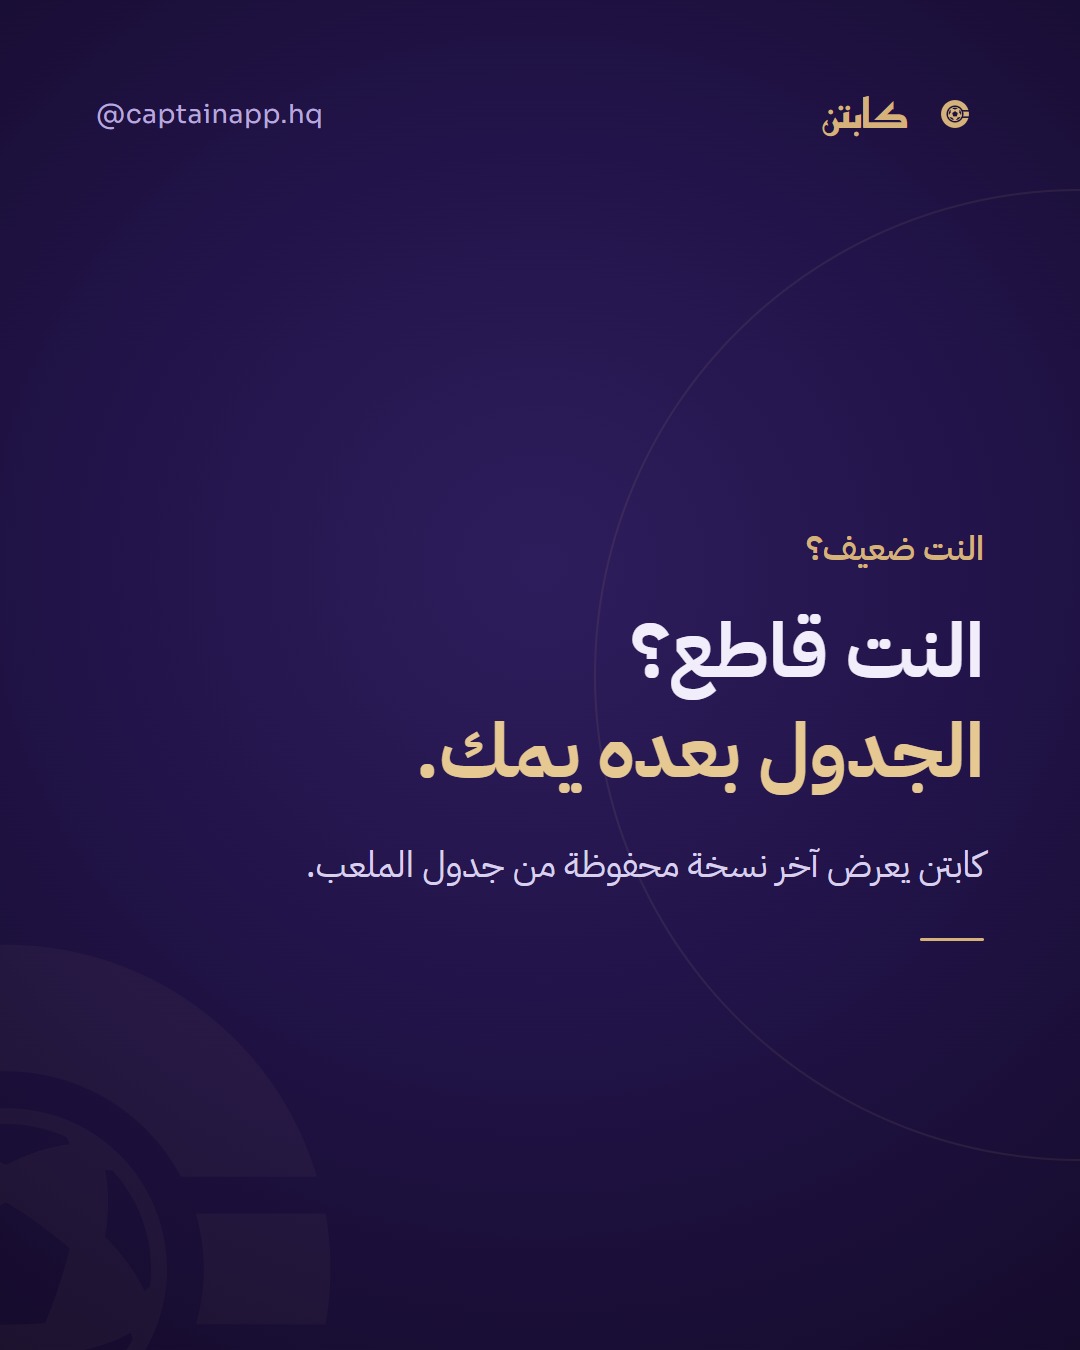 كابتن
@captainapp.hq
النت ضعيف؟
النت قاطع؟
الجدول بعده يمك.
كابتن يعرض آخر نسخة محفوظة من جدول الملعب.